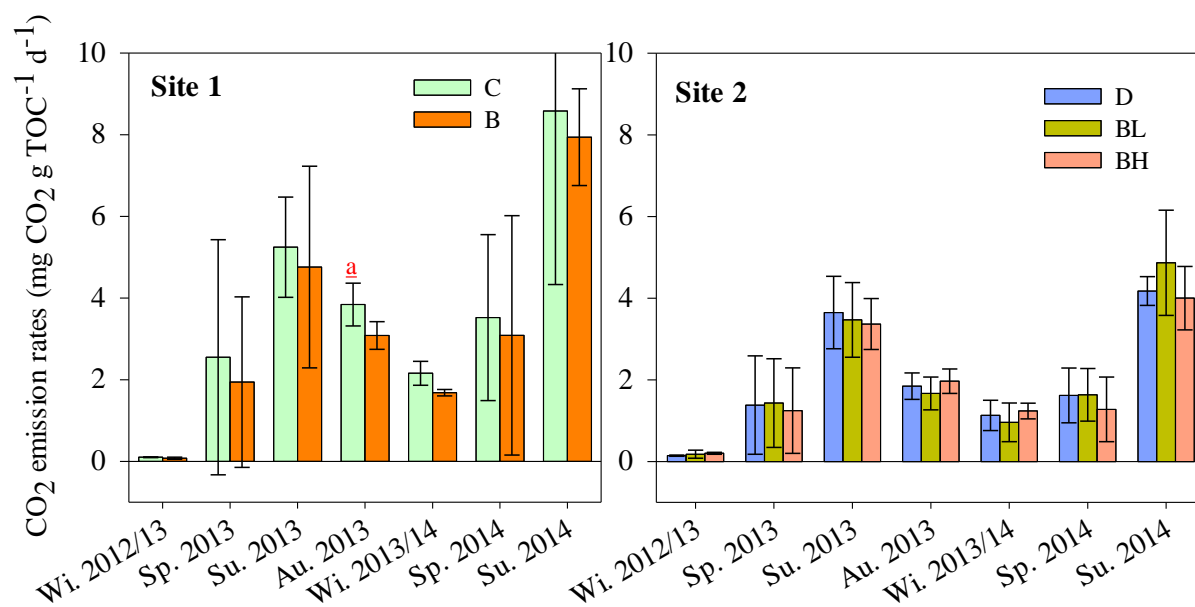 CO2 emission rates (mg CO2 g TOC-1 d-1)
Site 1
C
B
a
10
8
6
4
2
0
Wi. 2012/13
Sp. 2013
Su. 2013
Au. 2013
Wi. 2013/14
Sp. 2014
Su. 2014
Site 2
D
BL
BH
10
8
6
4
2
0
Wi. 2012/13
Sp. 2013
Su. 2013
Au. 2013
Wi. 2013/14
Sp. 2014
Su. 2014